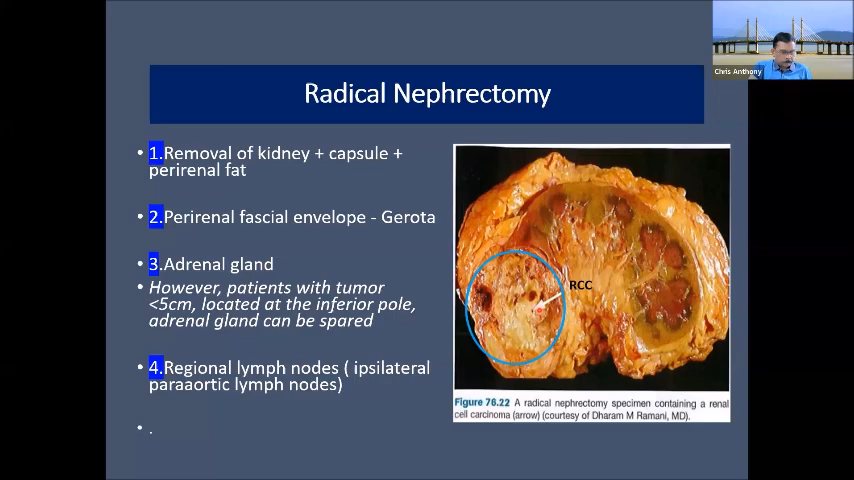 Chris Anthony
Radical Nephrectomy
• 1.Removal of kidney + capsule +
perirenal fat
• 2.Perirenal fascial envelope - Gerota
• 3.Adrenal gland
• However, patients with tumor
<5cm, located at the inferior pole,
adrenal gland can be spared
• 4.Regional lymph nodes ( ipsilateral
paraaortic lymph nodes)
• .
RCC
Figure 76.22 A radical nephrectomy specimen containing a renal
cell carcinoma (arrow) (courtesy of Dharam M Ramani, MD).